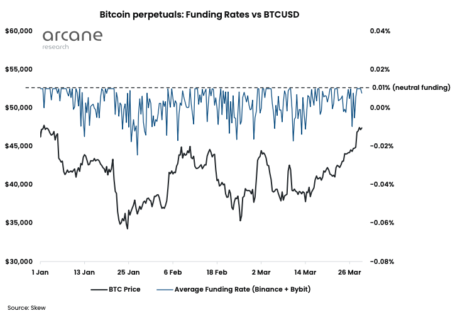 Bitcoin perpetuals: Funding Rates vs BTCUSD
arcane
research
$60,000
$55,000
$50,000
$45,000
$40,000
$35,000
$30,000
0.04%
0.02%
0.01% (neutral funding)
0.00%
-0.02%
-0.04%
-0.06%
-0.08%
1 Jan 13 Jan 25 Jan 6 Feb 18 Feb 2 Mar 14 Mar 26 Mar
BTC Price Average Funding Rate (Binance + Bybit)
Source: Skew